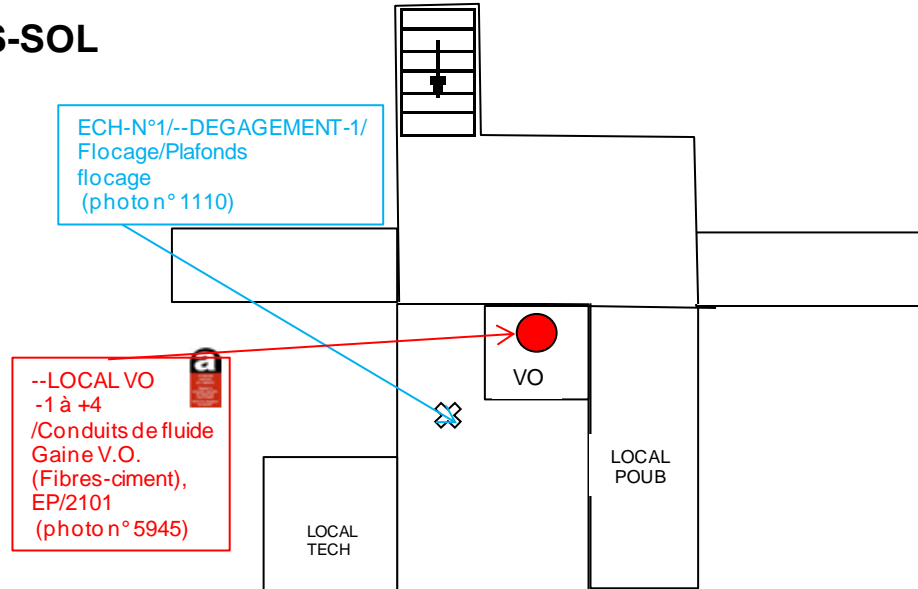 S-SOL
ECH-N°1/--DEGAGEMENT-1/
Flocage/Plafonds
flocage
(photo n° 1110)
--LOCAL VO
-1 à +4
/Conduits de fluide
Gaine V.O.
(Fibres-ciment),
EP/2101
(photo n° 5945)
a
VO
LOCAL
POUB
LOCAL
TECH